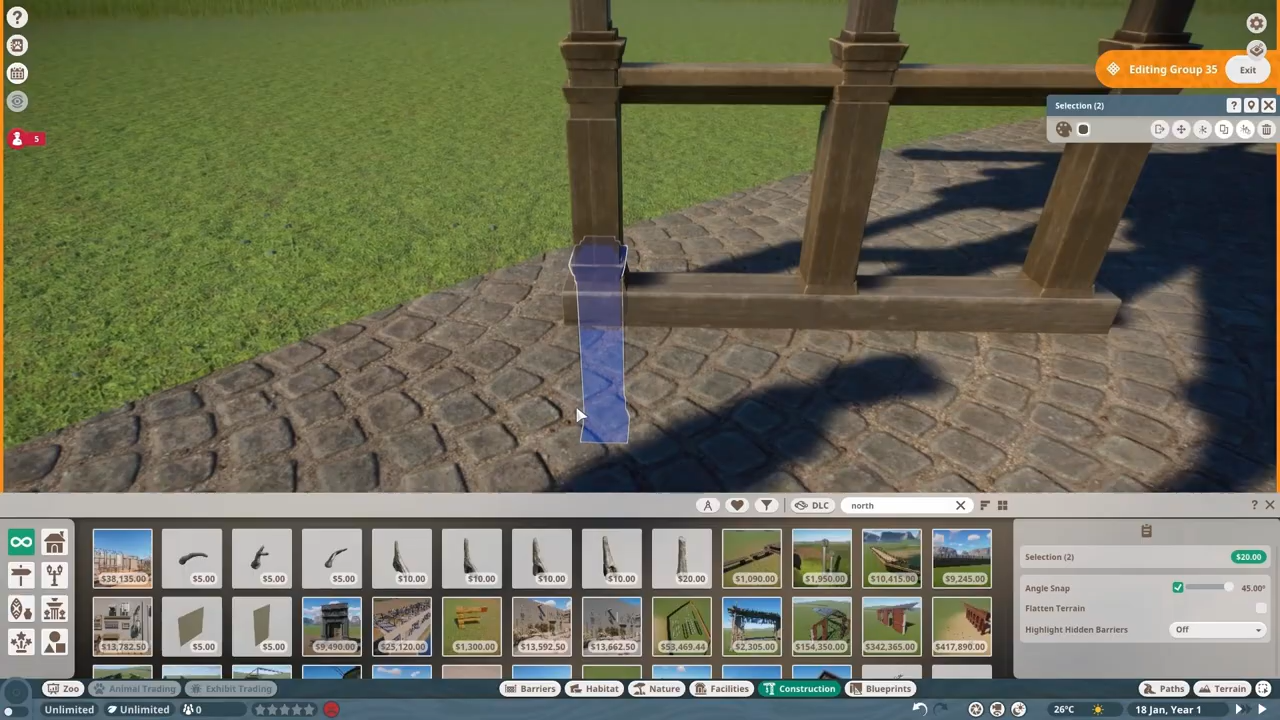 ?
Editing Group 35
Exit
Selection (2)
?
5
DLC
north
?
$38,135.00
$5.00
$5.00
$5.00
$10.00
$10.00
$10.00
$10.00
$20.00
$1,090.00
$1,950.00
$10,415.00
$9,245.00
$13,782.50
$5.00
$5.00
$9,490.00
$25,120.00
$1,300.00
$13,592.50
$13,662.50
$53,469.44
$2,305.00
$154,350.00
$342,365.00
$417,890.00
Selection (2)
$20.00
Angle Snap
45.00°
Flatten Terrain
Highlight Hidden Barriers
Off
Zoo
Animal Trading
Exhibit Trading
Barriers
Habitat
Nature
Facilities
Construction
Blueprints
Paths
Terrain
Unlimited
Unlimited
0
26°C
18 Jan, Year 1